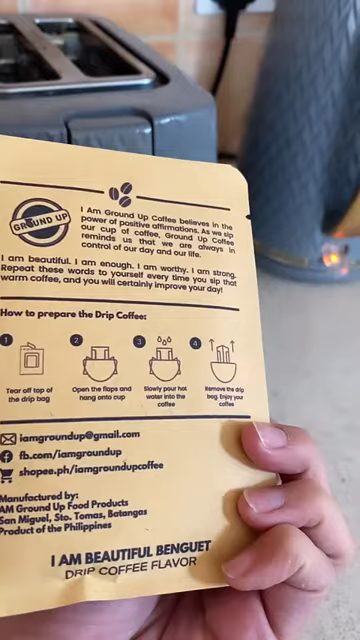 GROUND UP
I Am Ground Up Coffee believes in the
power of positive affirmations. As we sip
our cup of coffee, Ground Up Coffee
reminds us that we are always in
control of our day and our life.
I am beautiful. I am enough. I am worthy. I am strong.
Repeat these words to yourself every time you sip that
warm coffee, and you will certainly improve your day!
How to prepare the Drip Coffee:
1
2
3
4
Tear off top of
the drip bag
Open the flaps and
hang onto cup
Slowly pour hot
water into the
coffee
Remove the drip
bag. Enjoy your
coffee
iamgroundup@gmail.com
fb.com/iamgroundup
shopee.ph/iamgroundupcoffee
Manufactured by:
AM Ground Up Food Products
San Miguel, Sto. Tomas, Batangas
Product of the Philippines
I AM BEAUTIFUL BENGUET
DRIP COFFEE FLAVOR